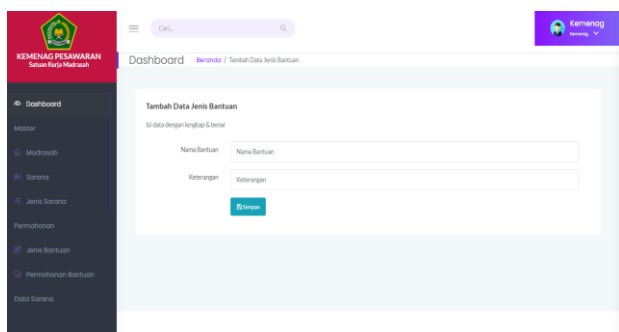 KEMENAG PESAWARAN
Satuan Kerja Madrasah
Dashboard
Master
Madrasah
Sarana
Jenis Sarana
Permohonan
Jenis Bantuan
Permohonan Bantuan
Data Sarana
Cari...
Kemenag
Kemenag
Dashboard
Beranda / Tambah Data Jenis Bantuan
Tambah Data Jenis Bantuan
Isi data dengan lengkap & benar
Nama Bantuan
Nama Bantuan
Keterangan
Keterangan
Simpan